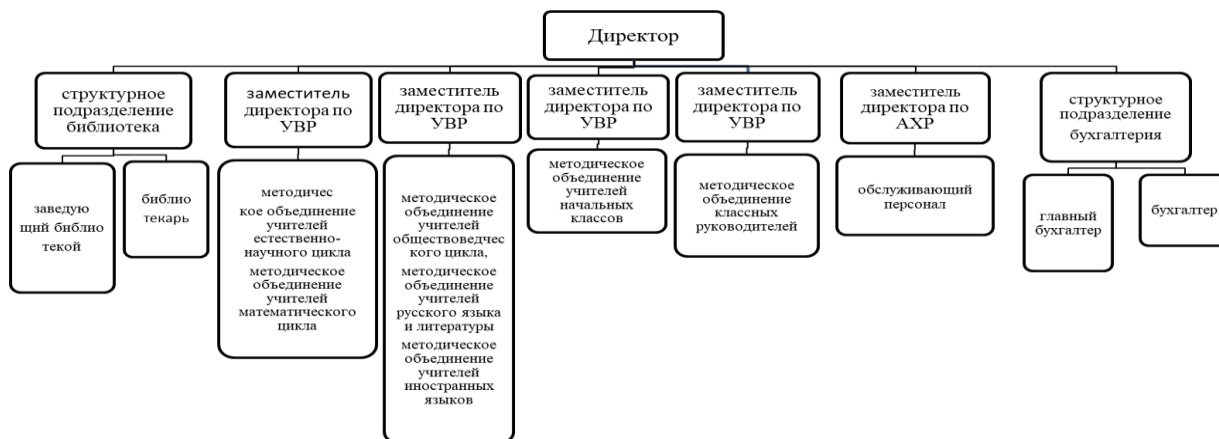 Директор
структурное
подразделение
библиотека
заместитель
директора по
УВР
заместитель
директора по
УВР
заместитель
директора по
УВР
заместитель
директора по
УВР
заместитель
директора по
АХР
структурное
подразделение
бухгалтерия
заведую
щий библио
текой
библио
текарь
методичес
кое объединение
учителей
естественно-
научного цикла
методическое
объединение
учителей
математического
цикла
методическое
объединение
учителей
обществоведчес
кого цикла,
методическое
объединение
учителей
русского языка
и литературы
методическое
объединение
учителей
иностранных
языков
методическое
объединение
учителей
начальных
классов
методическое
объединение
классных
руководителей
обслуживающий
персонал
главный
бухгалтер
бухгалтер